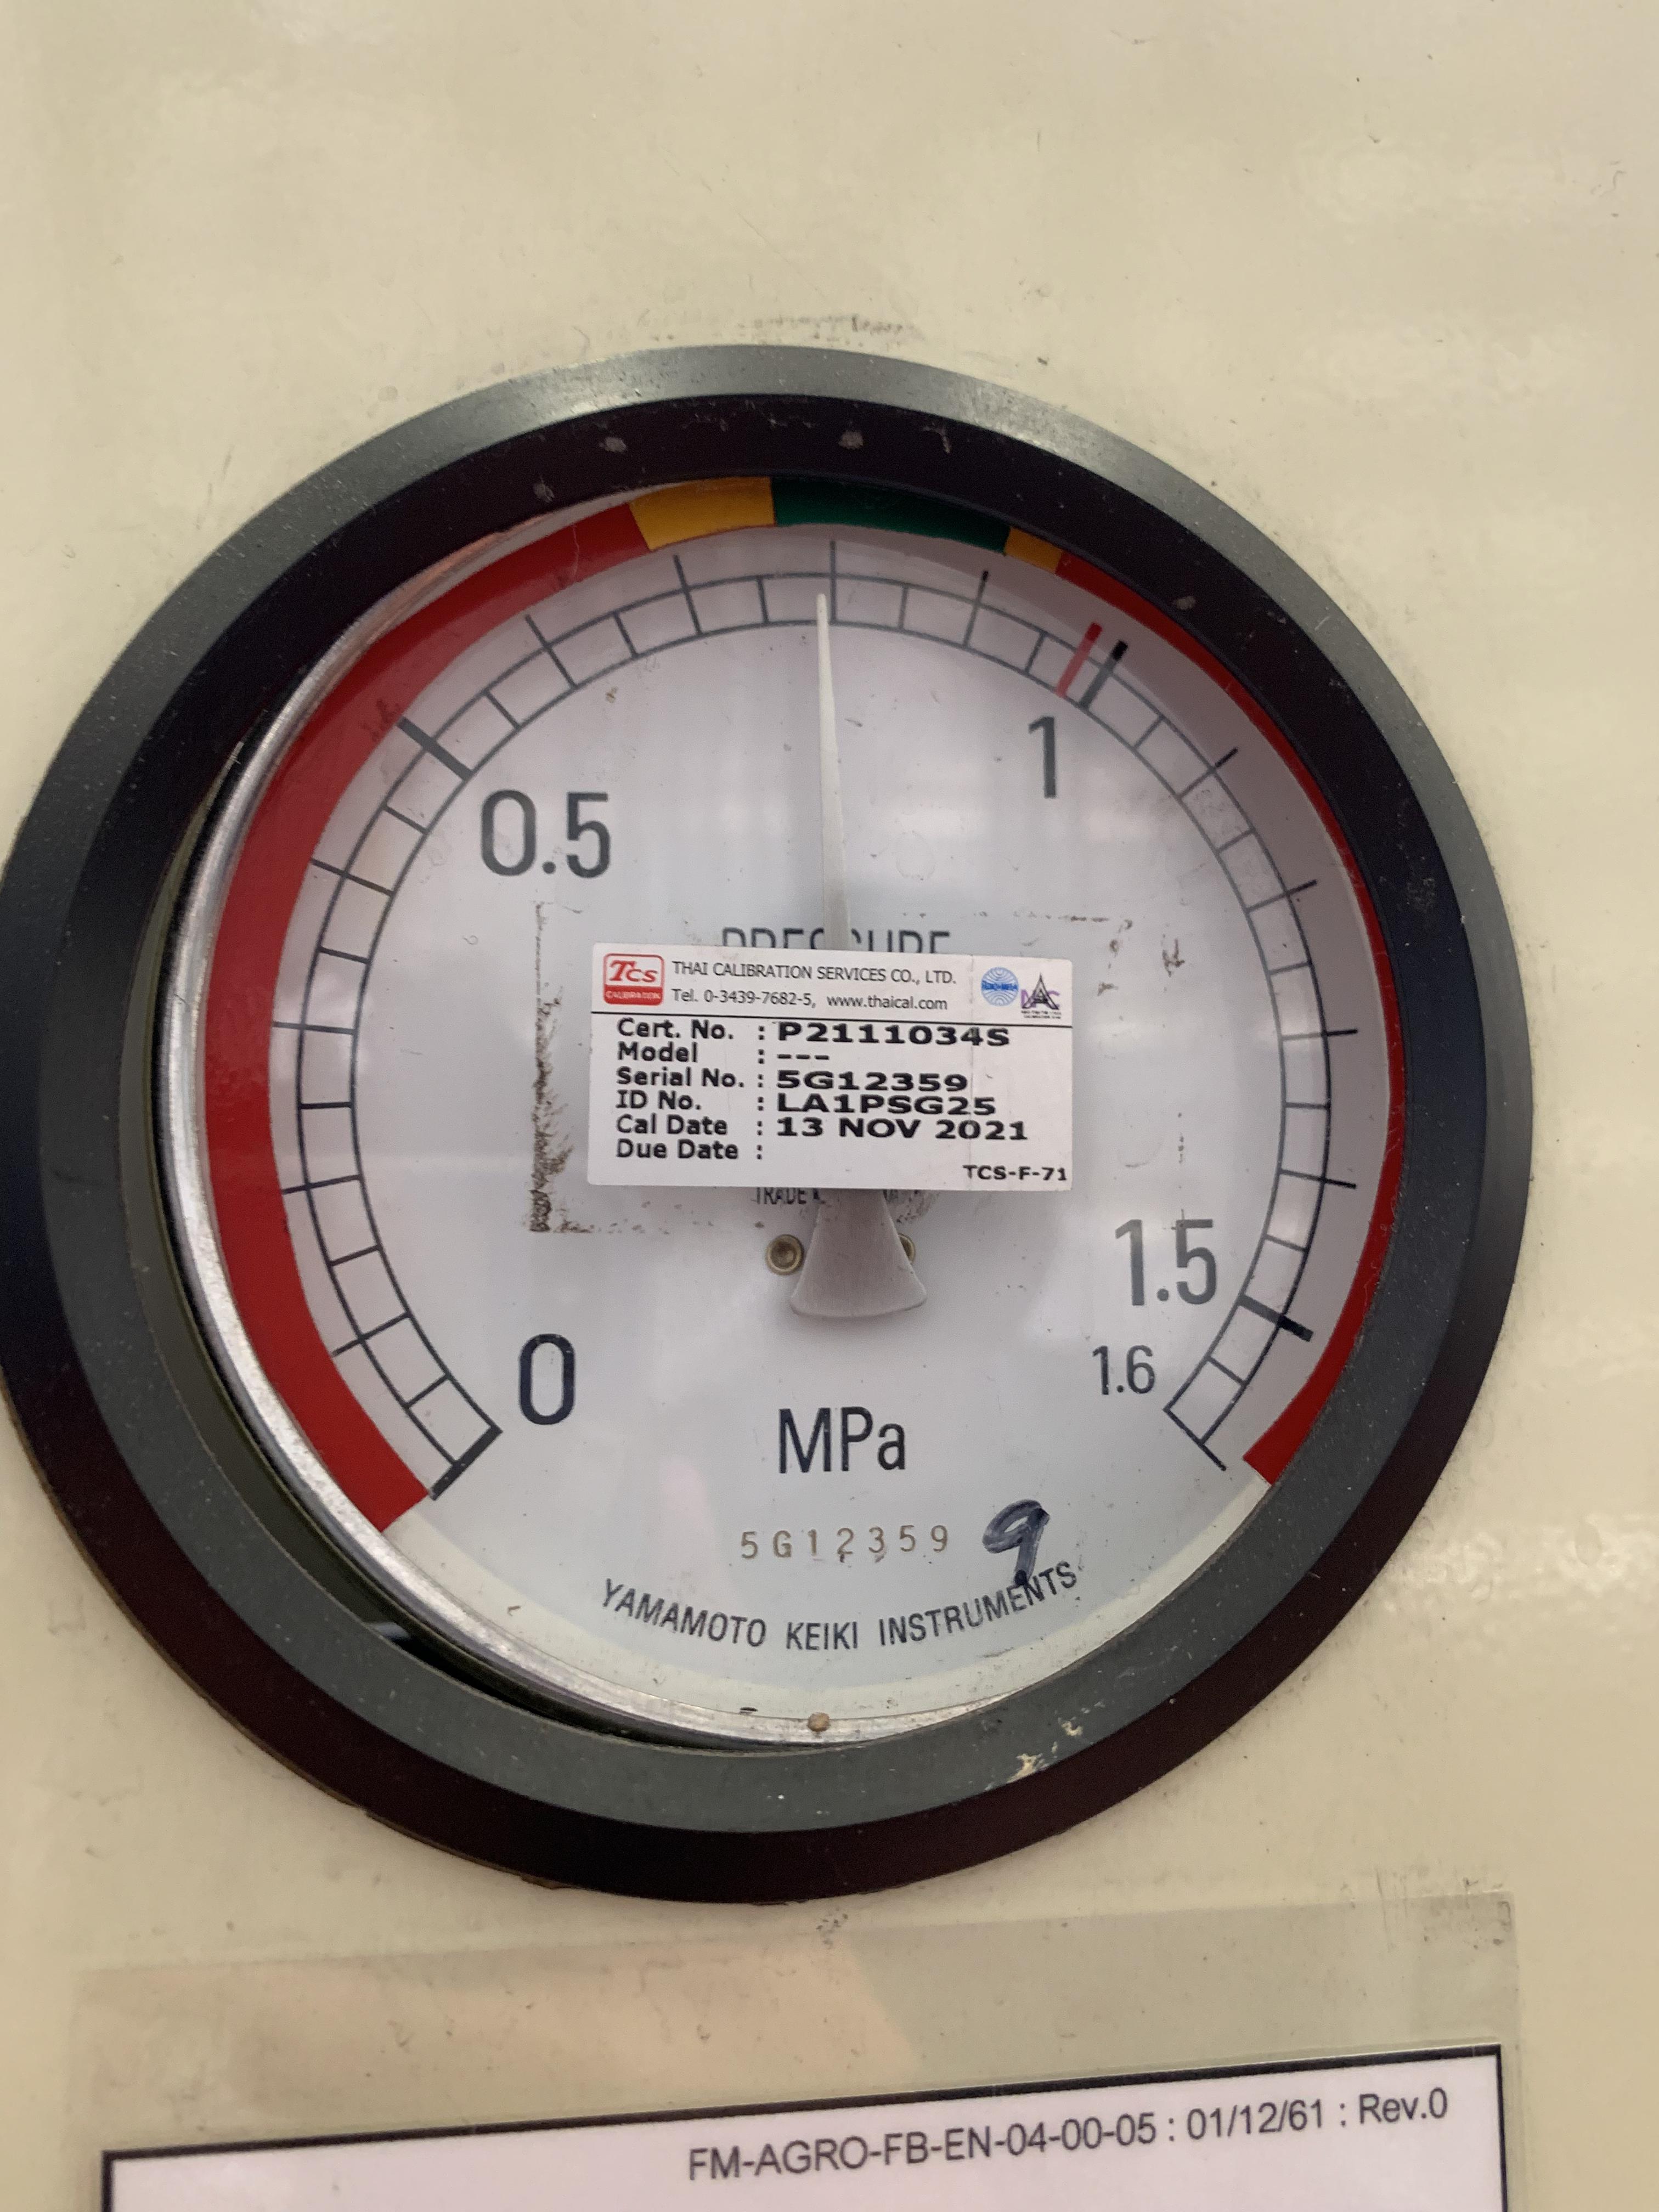 0.5
1
PRESSURE
Tcs
CALIBRATION
THAI CALIBRATION SERVICES CO., LTD.
Tel. 0-3439-7682-5, www.thaical.com
Cert. No. : P2111034S
Model : ---
Serial No. : 5G12359
ID No. : LA1PSG25
Cal Date : 13 NOV 2021
Due Date :
TCS-F-71
TRADE
1.5
0
1.6
MPa
5G12359 9
YAMAMOTO KEIKI INSTRUMENTS
FM-AGRO-FB-EN-04-00-05 : 01/12/61 : Rev.0